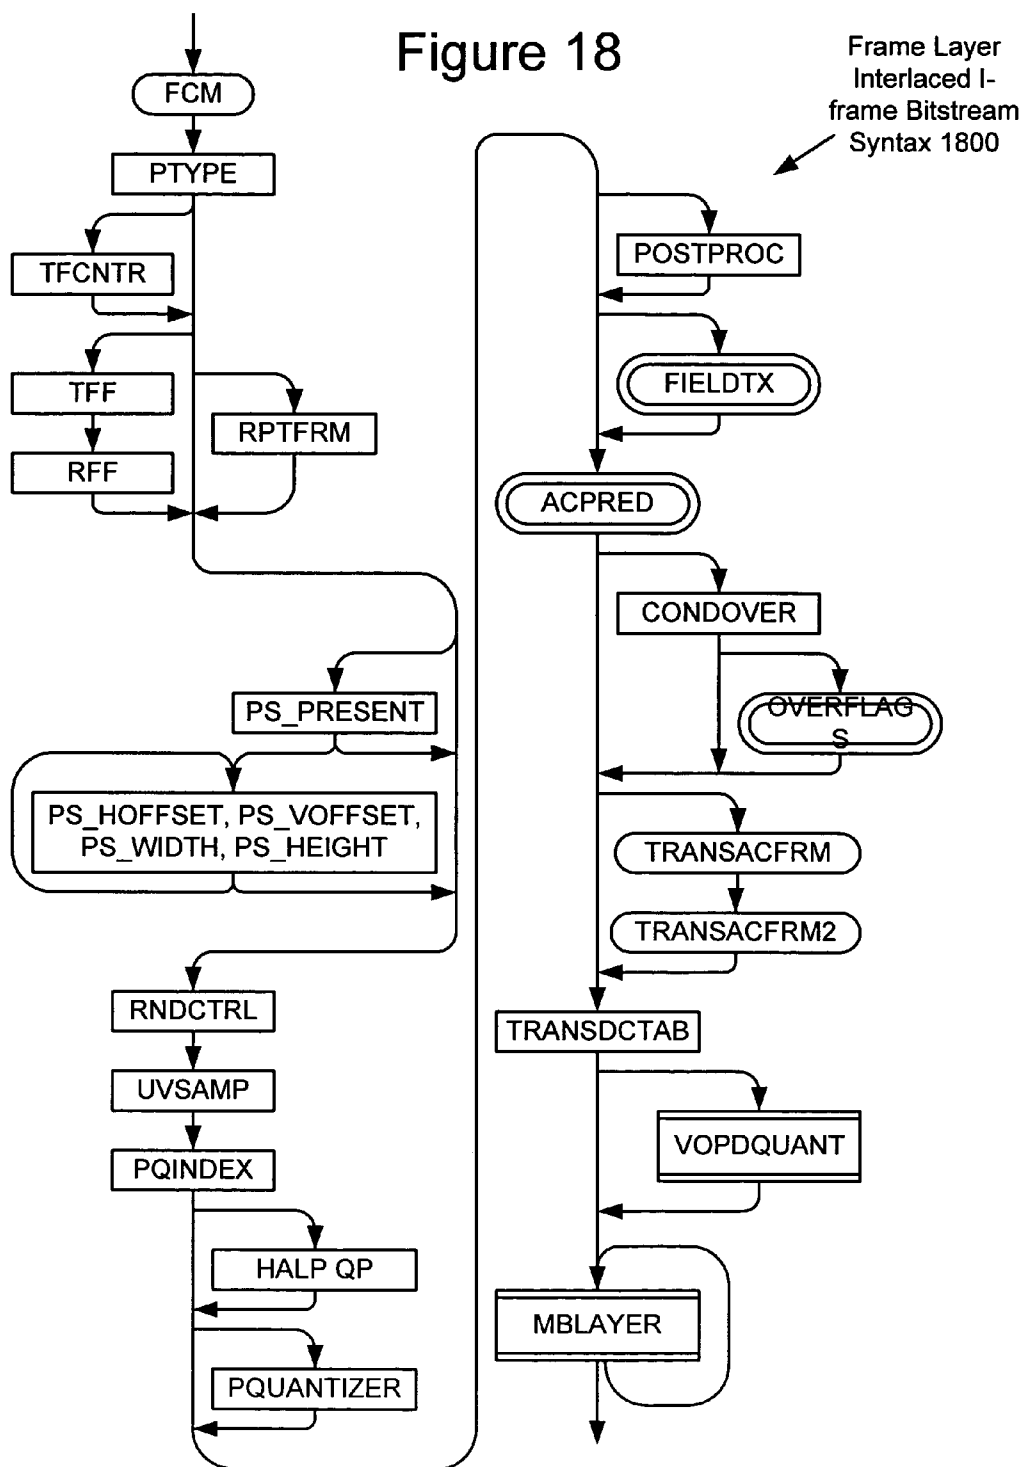 Figure 18
Frame Layer
Interlaced I-
frame Bitstream
Syntax 1800
FCM
PTYPE
TFCNTR
TFF
RPTFRM
RFF
PS_PRESENT
PS_HOFFSET, PS_VOFFSET,
PS_WIDTH, PS_HEIGHT
RNDCTRL
UVSAMP
PQINDEX
HALP QP
PQUANTIZER
POSTPROC
FIELDTX
ACPRED
CONDOVER
OVERFLAG
S
TRANSACFRM
TRANSACFRM2
TRANSDCTAB
VOPDQUANT
MBLAYER